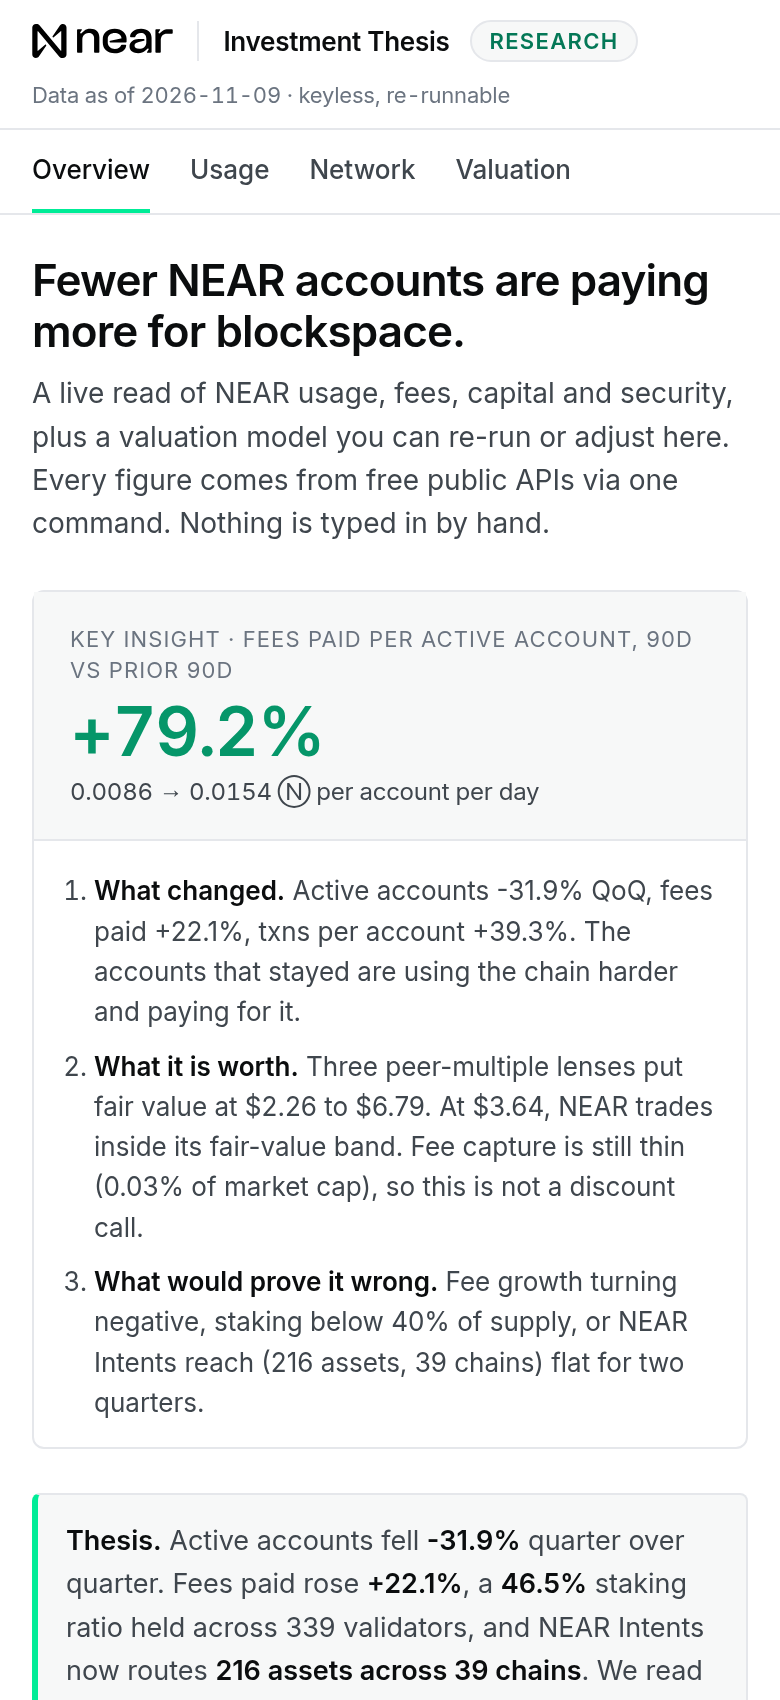 near
Investment Thesis
RESEARCH
Data as of 2026-11-09 · keyless, re-runnable
Overview Usage Network Valuation
Fewer NEAR accounts are paying
more for blockspace.
A live read of NEAR usage, fees, capital and security,
plus a valuation model you can re-run or adjust here.
Every figure comes from free public APIs via one
command. Nothing is typed in by hand.
KEY INSIGHT · FEES PAID PER ACTIVE ACCOUNT, 90D
VS PRIOR 90D
+79.2%
0.0086 → 0.0154 Ⓝ per account per day
1. What changed. Active accounts -31.9% QoQ, fees
paid +22.1%, txns per account +39.3%. The
accounts that stayed are using the chain harder
and paying for it.
2. What it is worth. Three peer-multiple lenses put
fair value at $2.26 to $6.79. At $3.64, NEAR trades
inside its fair-value band. Fee capture is still thin
(0.03% of market cap), so this is not a discount
call.
3. What would prove it wrong. Fee growth turning
negative, staking below 40% of supply, or NEAR
Intents reach (216 assets, 39 chains) flat for two
quarters.
Thesis. Active accounts fell -31.9% quarter over
quarter. Fees paid rose +22.1%, a 46.5% staking
ratio held across 339 validators, and NEAR Intents
now routes 216 assets across 39 chains. We read